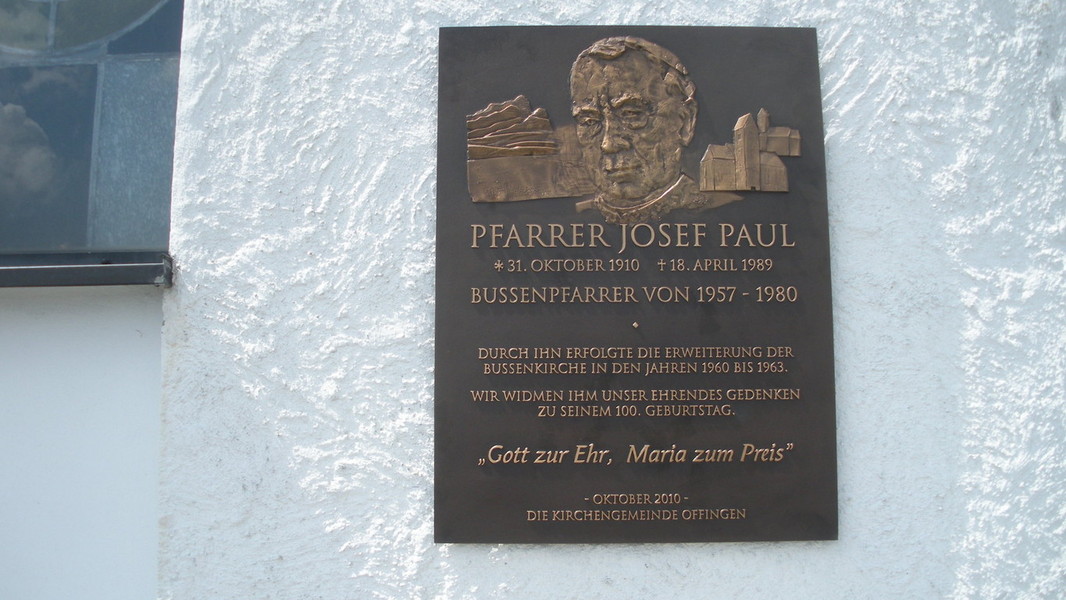 PFARRER JOSEF PAUL
* 31. OKTOBER 1910 † 18. APRIL 1989
BUSSENPFARRER VON 1957 - 1980
DURCH IHN ERFOLGTE DIE ERWEITERUNG DER
BUSSENKIRCHE IN DEN JAHREN 1960 BIS 1963.
WIR WIDMEN IHM UNSER EHRENDES GEDENKEN
ZU SEINEM 100. GEBURTSTAG.
„Gott zur Ehr, Maria zum Preis”
- OKTOBER 2010 -
DIE KIRCHENGEMEINDE OFFINGEN